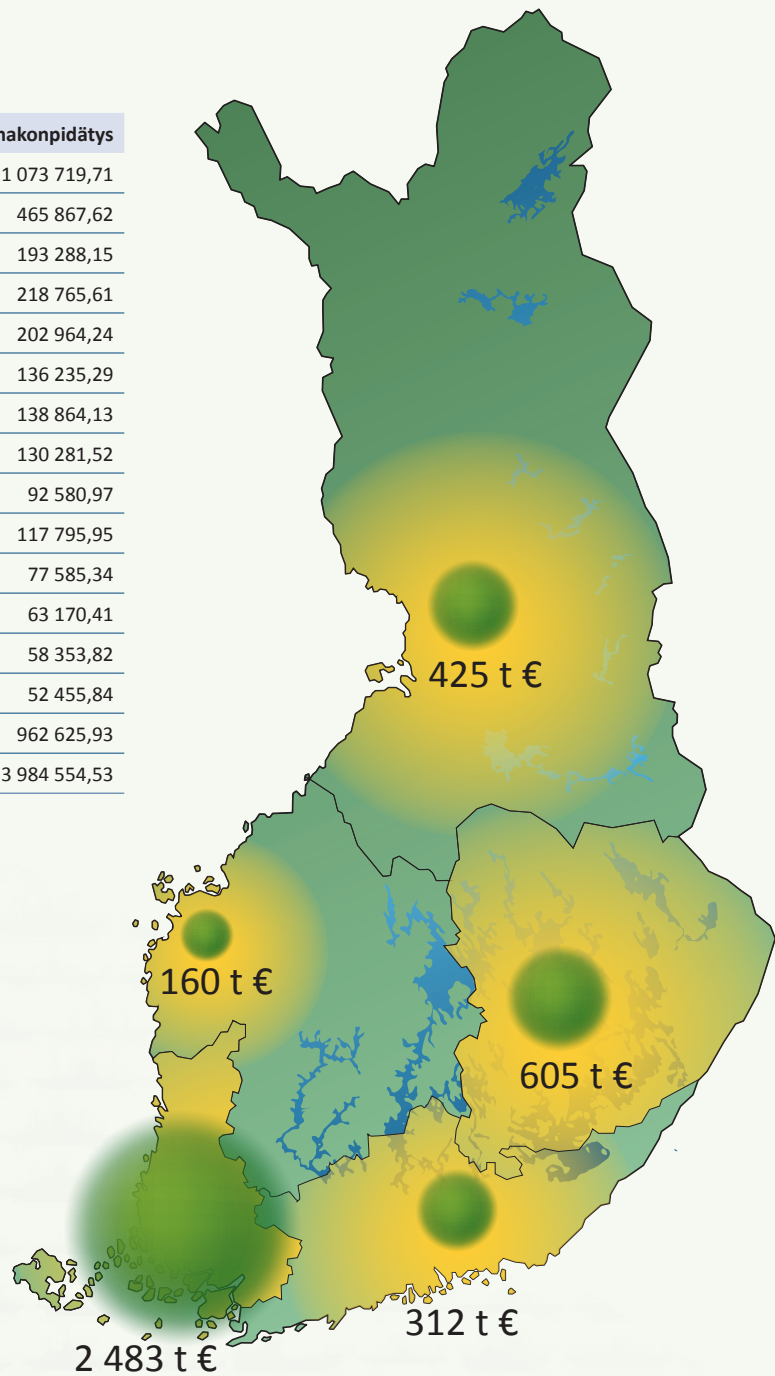 1 073 719,71
465 867,62
193 288,15
218 765,61
202 964,24
136 235,29
138 864,13
130 281,52
92 580,97
117 795,95
77 585,34
63 170,41
58 353,82
52 455,84
962 625,93
3 984 554,53
425 t €
160 t €
605 t €
312 t €
2 483 t €